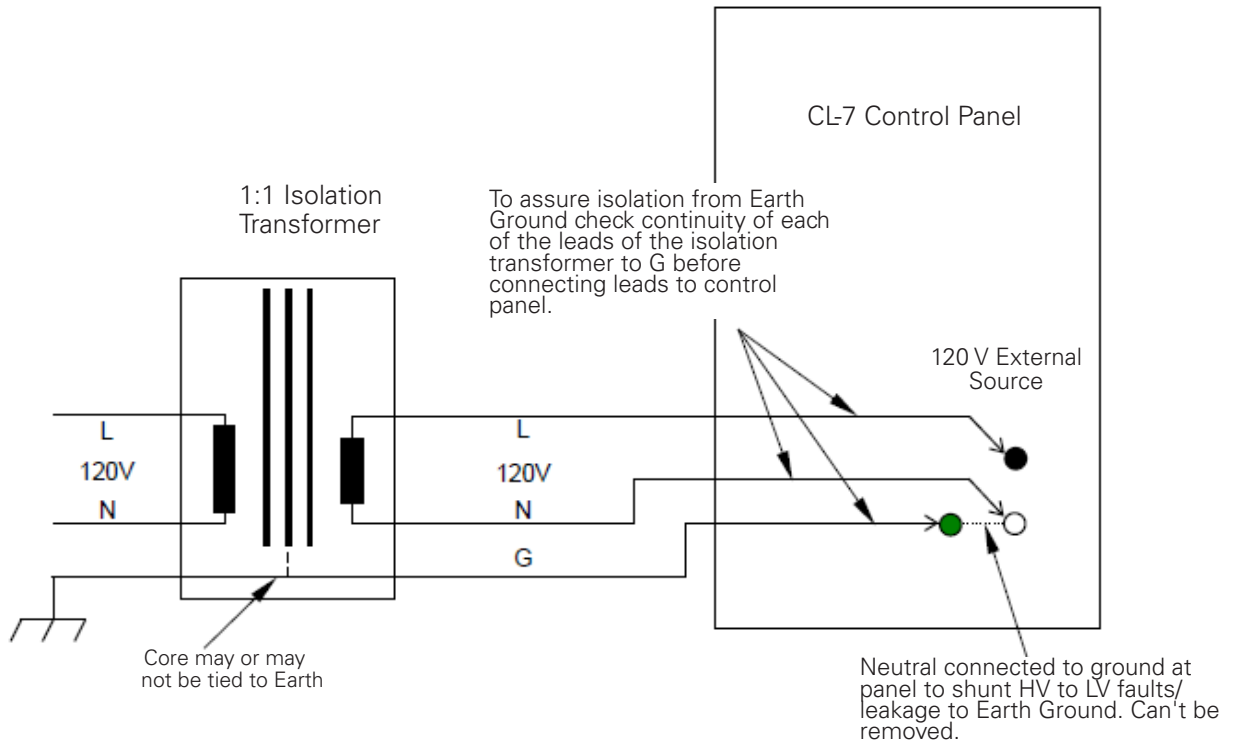 CL-7 Control Panel
1:1 Isolation
Transformer
To assure isolation from Earth
Ground check continuity of each
of the leads of the isolation
transformer to G before
connecting leads to control
panel.
120 V External
Source
L
120V
N
L
120V
N
G
Core may or may
not be tied to Earth
Neutral connected to ground at
panel to shunt HV to LV faults/
leakage to Earth Ground. Can't be
removed.